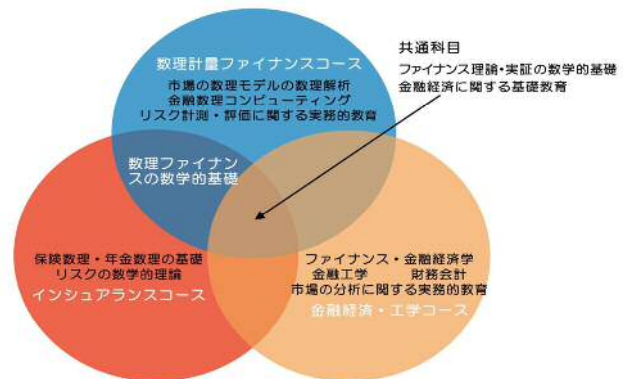 数理計量ファイナンスコース
市場の数理モデルの数理解析
金融数理コンピューティング
リスク計測・評価に関する実務的教育
共通科目
ファイナンス理論・実証の数学的基礎
金融経済に関する基礎教育
数理ファイナン
スの数学的基礎
保険数理・年金数理の基礎
リスクの数学的理論
インシュアランスコース
ファイナンス・金融経済学
金融工学　財務会計
市場の分析に関する実務的教育
金融経済・工学コース